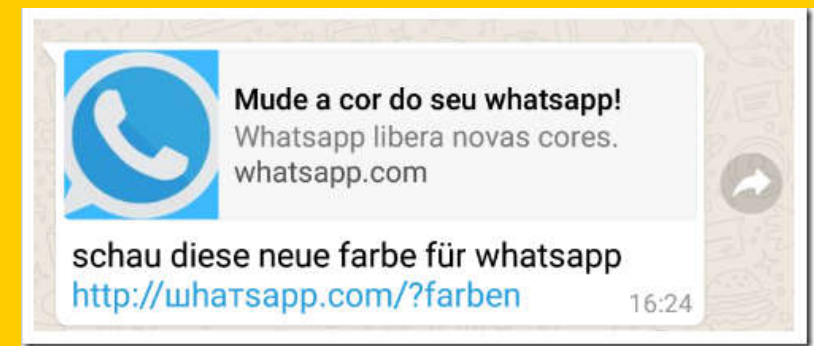 Mude a cor do seu whatsapp!
Whatsapp libera novas cores.
whatsapp.com
schau diese neue farbe für whatsapp
http://шһатsapp.com/?farben
16:24